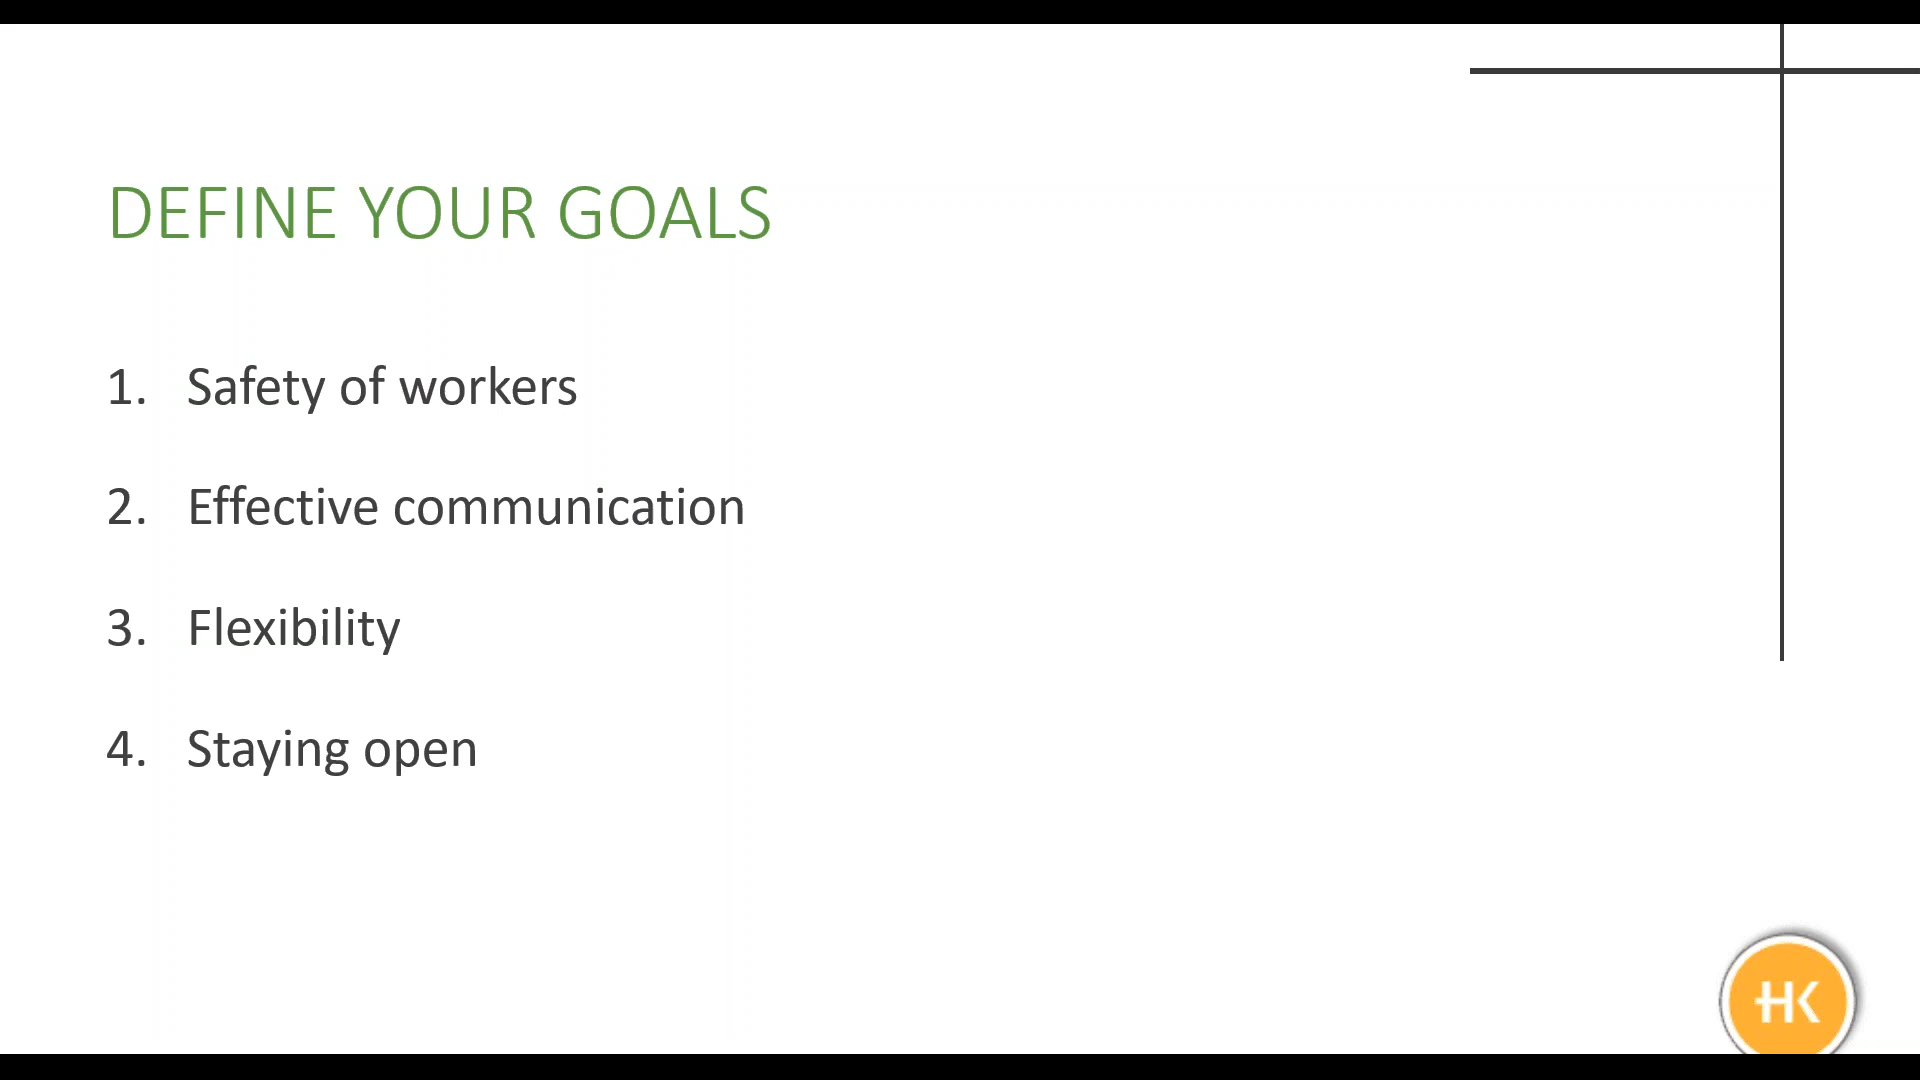 DEFINE YOUR GOALS
1. Safety of workers
2. Effective communication
3. Flexibility
4. Staying open
HK